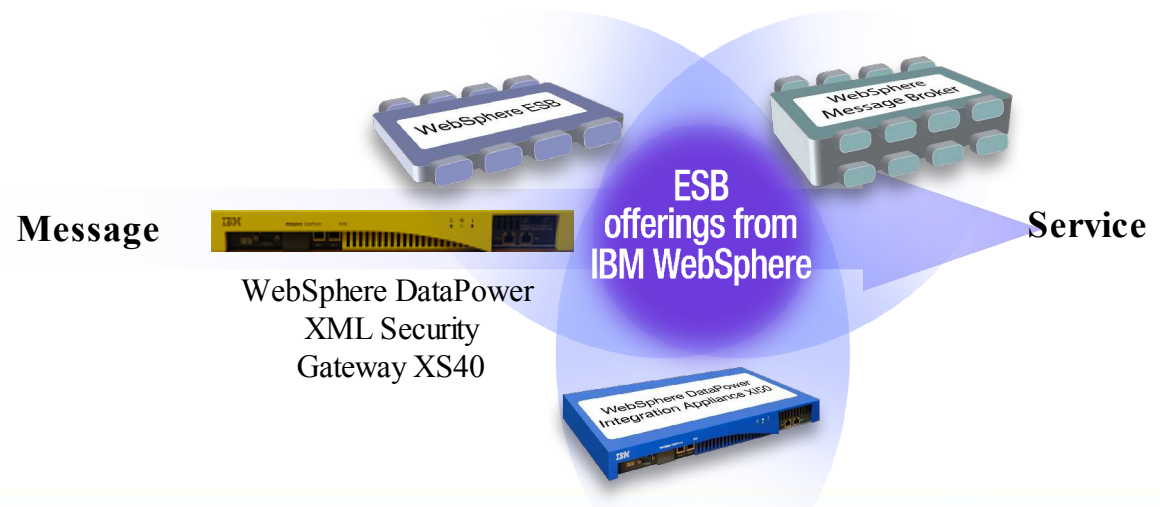 WebSphere ESB
WebSphere
Message Broker
ESB
offerings from
IBM WebSphere
Message
IBM
Service
WebSphere DataPower
XML Security
Gateway XS40
WebSphere DataPower
Integration Appliance XI50
IBM